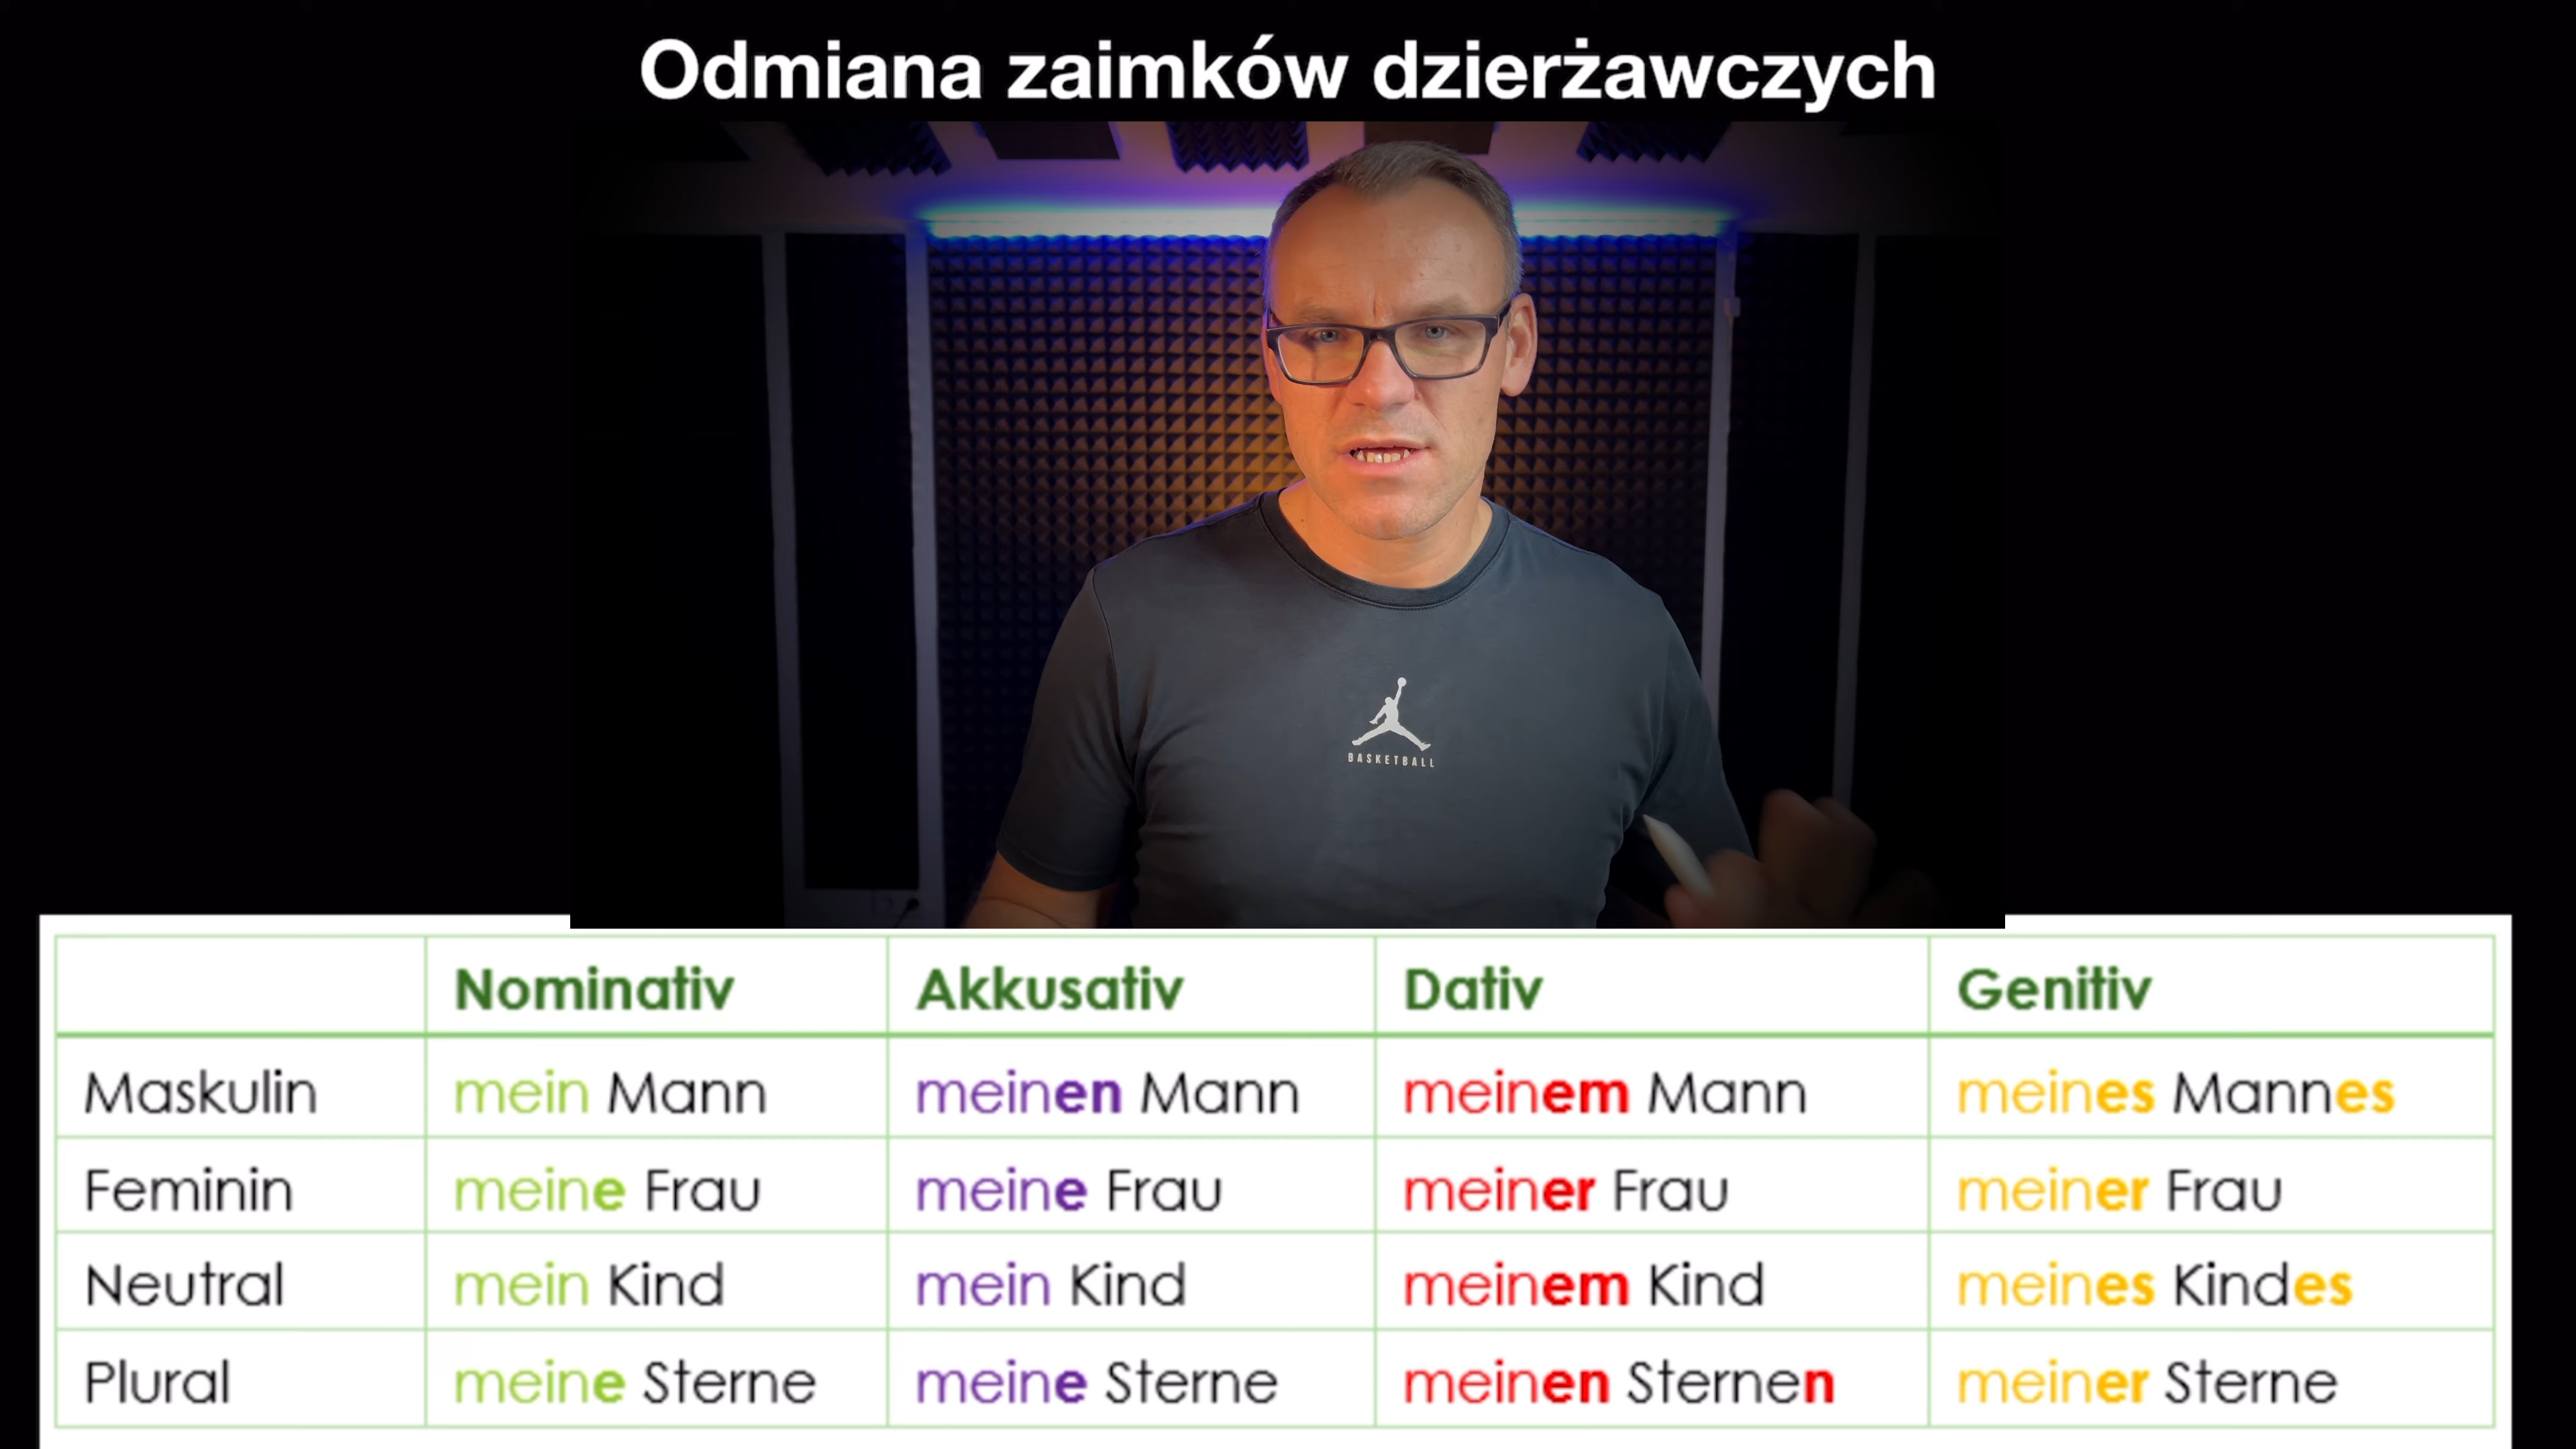 Odmiana zaimków dzierżawczych
BASKETBALL
Nominativ Akkusativ Dativ Genitiv
Maskulin mein Mann meinen Mann meinem Mann meines Mannes
Feminin meine Frau meine Frau meiner Frau meiner Frau
Neutral mein Kind mein Kind meinem Kind meines Kindes
Plural meine Sterne meine Sterne meinen Sternen meiner Sterne